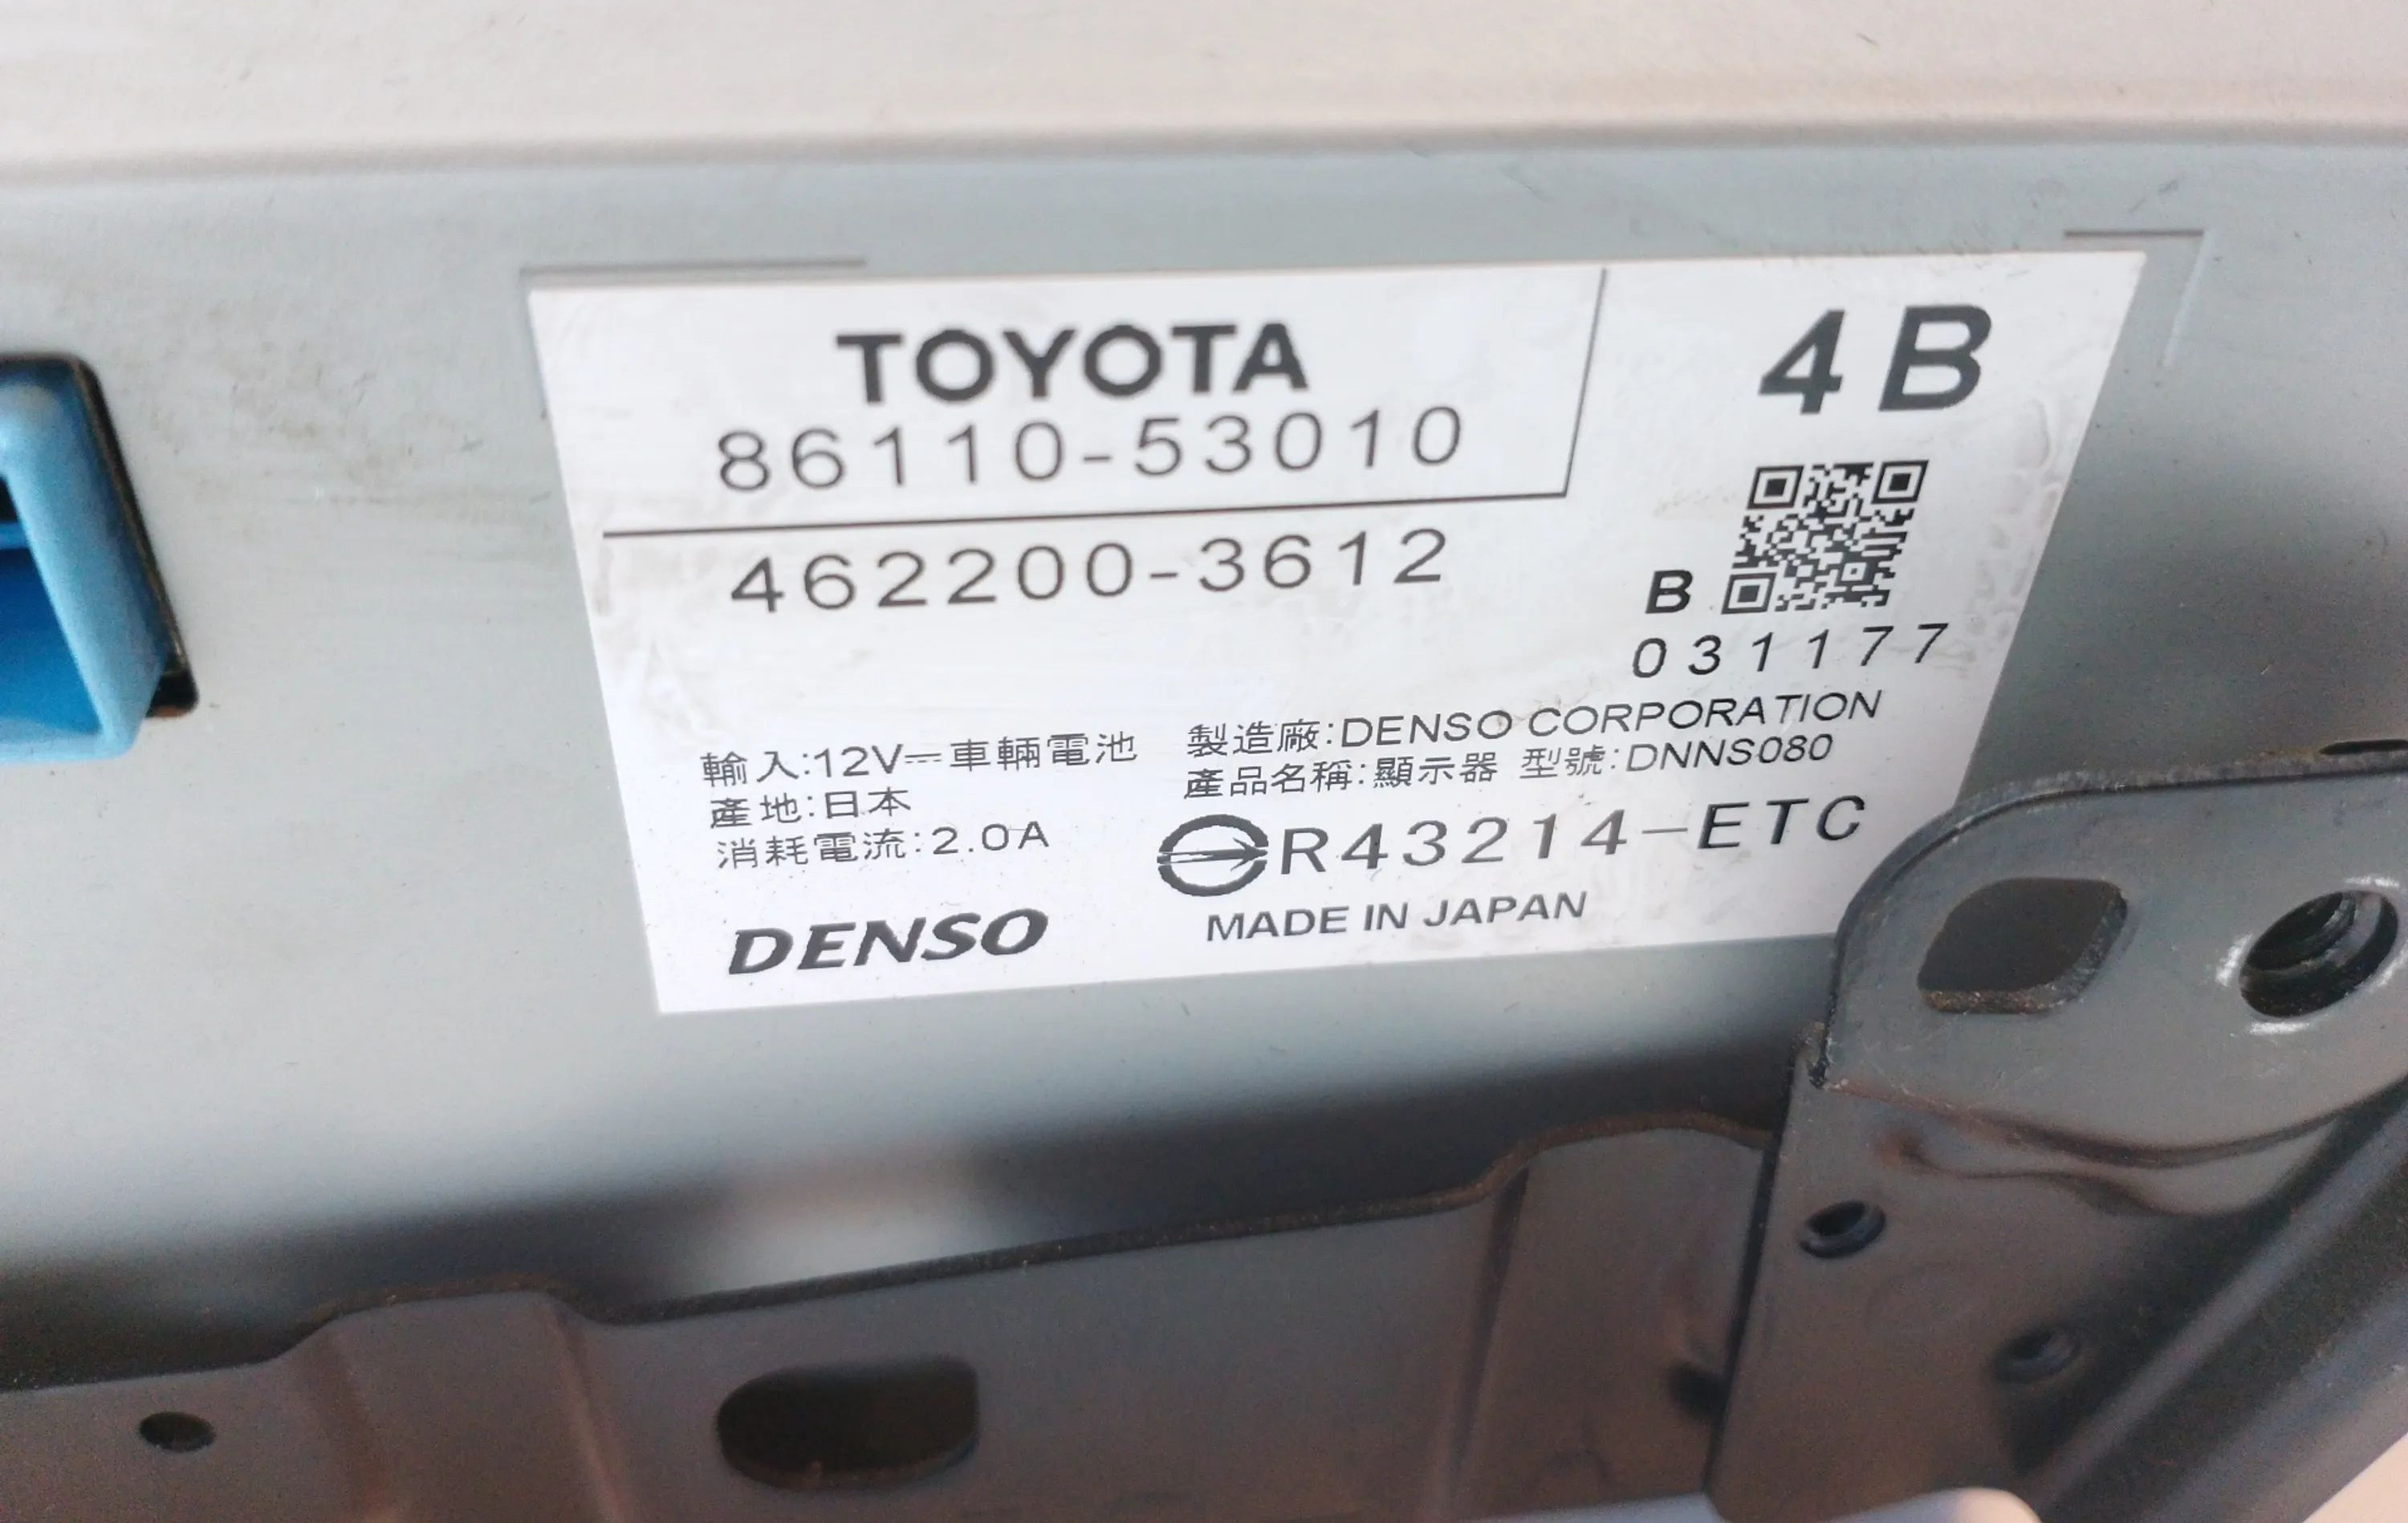 TOYOTA
86110-53010
462200-3612
4B
B
031177
輸入:12V⎓車輛電池
產地:日本
消耗電流:2.0A
製造廠:DENSO CORPORATION
產品名稱:顯示器 型號:DNNS080
R43214-ETC
DENSO
MADE IN JAPAN